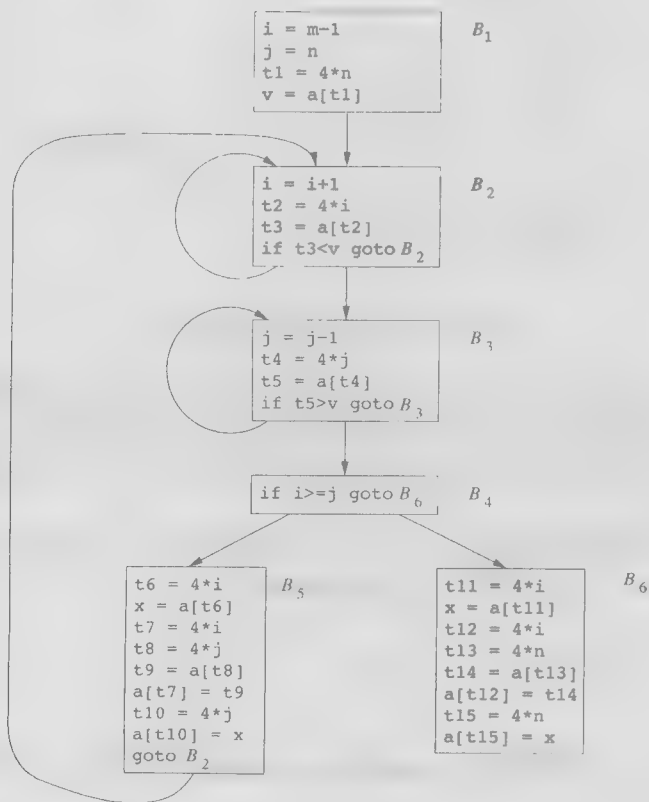 i = m-1
j = n
t1 = 4*n
v = a[t1]
B1
i = i+1
t2 = 4*i
t3 = a[t2]
if t3<v goto B2
B2
j = j-1
t4 = 4*j
t5 = a[t4]
if t5>v goto B3
B3
if i>=j goto B6
B4
t6 = 4*i
x = a[t6]
t7 = 4*i
t8 = 4*j
t9 = a[t8]
a[t7] = t9
t10 = 4*j
a[t10] = x
goto B2
B5
t11 = 4*i
x = a[t11]
t12 = 4*i
t13 = 4*n
t14 = a[t13]
a[t12] = t14
t15 = 4*n
a[t15] = x
B6